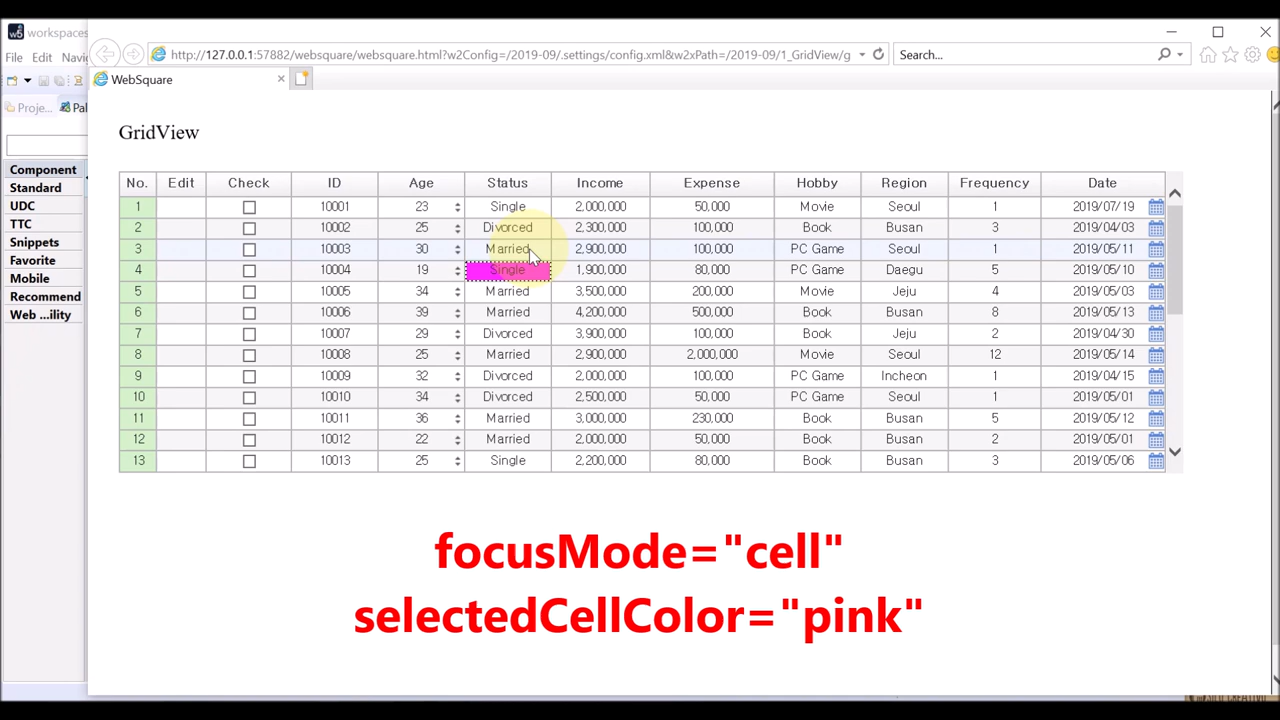 workspaces
File Edit Navi
http://127.0.0.1:57882/websquare/websquare.html?w2Config=/2019-09/.settings/config.xml&w2xPath=/2019-09/1_GridView/g
Search...
WebSquare
Proje... Pal
Component
Standard
UDC
TTC
Snippets
Favorite
Mobile
Recommend
Web ...ility
GridView
No. Edit Check ID Age Status Income Expense Hobby Region Frequency Date
1 10001 23 Single 2,000,000 50,000 Movie Seoul 1 2019/07/19
2 10002 25 Divorced 2,300,000 100,000 Book Busan 3 2019/04/03
3 10003 30 Married 2,900,000 100,000 PC Game Seoul 1 2019/05/11
4 10004 19 Single 1,900,000 80,000 PC Game Daegu 5 2019/05/10
5 10005 34 Married 3,500,000 200,000 Movie Jeju 4 2019/05/03
6 10006 39 Married 4,200,000 500,000 Book Busan 8 2019/05/13
7 10007 29 Divorced 3,900,000 100,000 Book Jeju 2 2019/04/30
8 10008 25 Married 2,900,000 2,000,000 Movie Seoul 12 2019/05/14
9 10009 32 Divorced 2,000,000 100,000 PC Game Incheon 1 2019/04/15
10 10010 34 Divorced 2,500,000 50,000 PC Game Seoul 1 2019/05/01
11 10011 36 Married 3,000,000 230,000 Book Busan 5 2019/05/12
12 10012 22 Married 2,000,000 50,000 Book Busan 2 2019/05/01
13 10013 25 Single 2,200,000 80,000 Book Busan 3 2019/05/06
focusMode="cell"
selectedCellColor="pink"